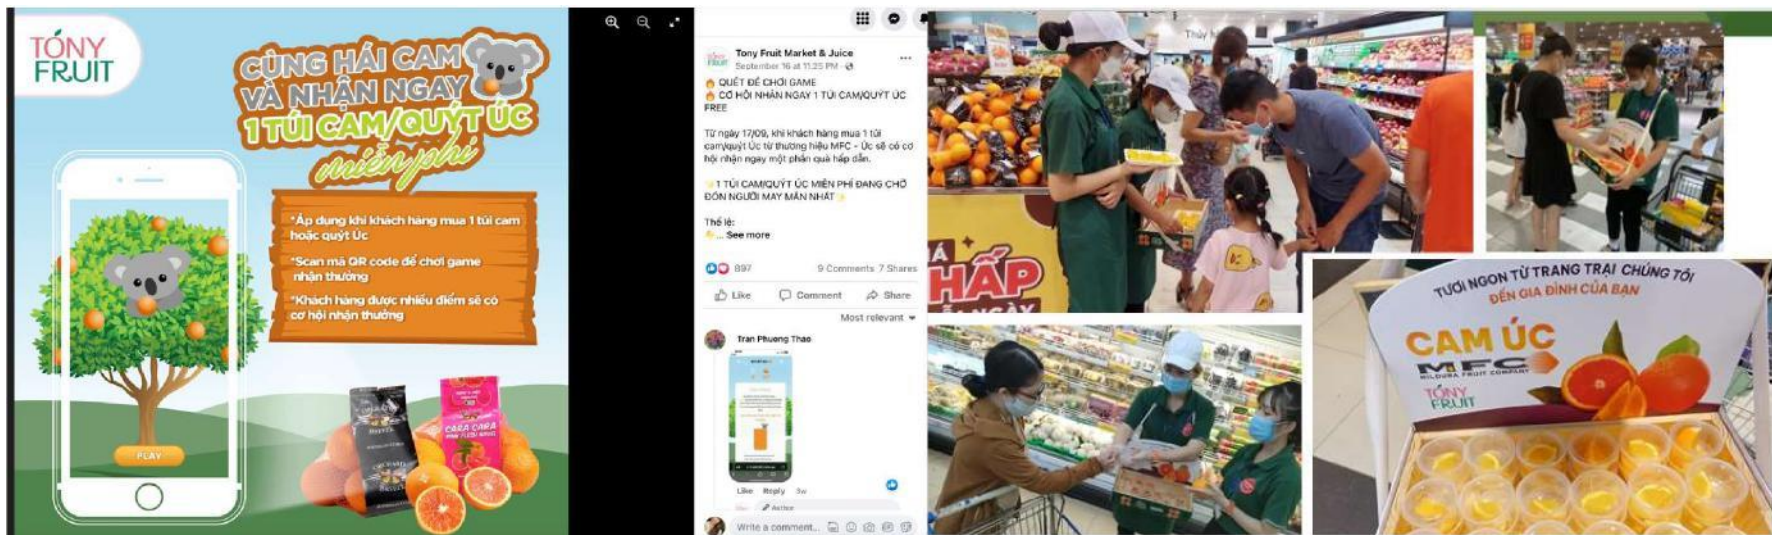 TONY
FRUIT
CÙNG HÁI CAM
VÀ NHẬN NGAY
1 TÚI CAM/QUÝT ÚC
miễn phí
*Áp dụng khi khách hàng mua 1 túi cam
hoặc quýt Úc
*Scan mã QR code để chơi game
nhận thưởng
*Khách hàng được nhiều điểm sẽ có
cơ hội nhận thưởng
PLAY
CARA CARA
Tony Fruit Market & Juice
September 16 at 11:25 PM
QUÉT ĐỂ CHƠI GAME
CƠ HỘI NHẬN NGAY 1 TÚI CAM/QUÝT ÚC
FREE
Từ ngày 17/09, khi khách hàng mua 1 túi
cam/quýt Úc từ thương hiệu MFC - Úc sẽ có cơ
hội nhận ngay một phần quà hấp dẫn.
1 TÚI CAM/QUÝT ÚC MIỄN PHÍ ĐANG CHỜ
ĐÓN NGƯỜI MAY MẮN NHẤT
Thể lệ:
... See more
897
9 Comments 7 Shares
Like Comment Share
Most relevant
Tran Phuong Thao
Like Reply 3w
Author
Write a comment...
Thủy
HẤP
TƯƠI NGON TỪ TRANG TRẠI CHÚNG TÔI
ĐẾN GIA ĐÌNH CỦA BẠN
CAM ÚC
MFC
MILDURA FRUIT COMPANY
TONY
FRUIT